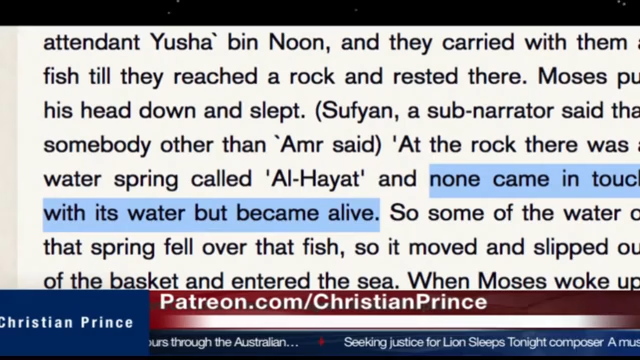 attendant Yusha` bin Noon, and they carried with them
fish till they reached a rock and rested there. Moses pu
his head down and slept. (Sufyan, a sub-narrator said tha
somebody other than `Amr said) 'At the rock there was a
water spring called 'Al-Hayat' and none came in touch
with its water but became alive. So some of the water o
that spring fell over that fish, so it moved and slipped ou
of the basket and entered the sea. When Moses woke up
Patreon.com/ChristianPrince
Christian Prince
ours through the Australian... Seeking justice for Lion Sleeps Tonight composer A mus